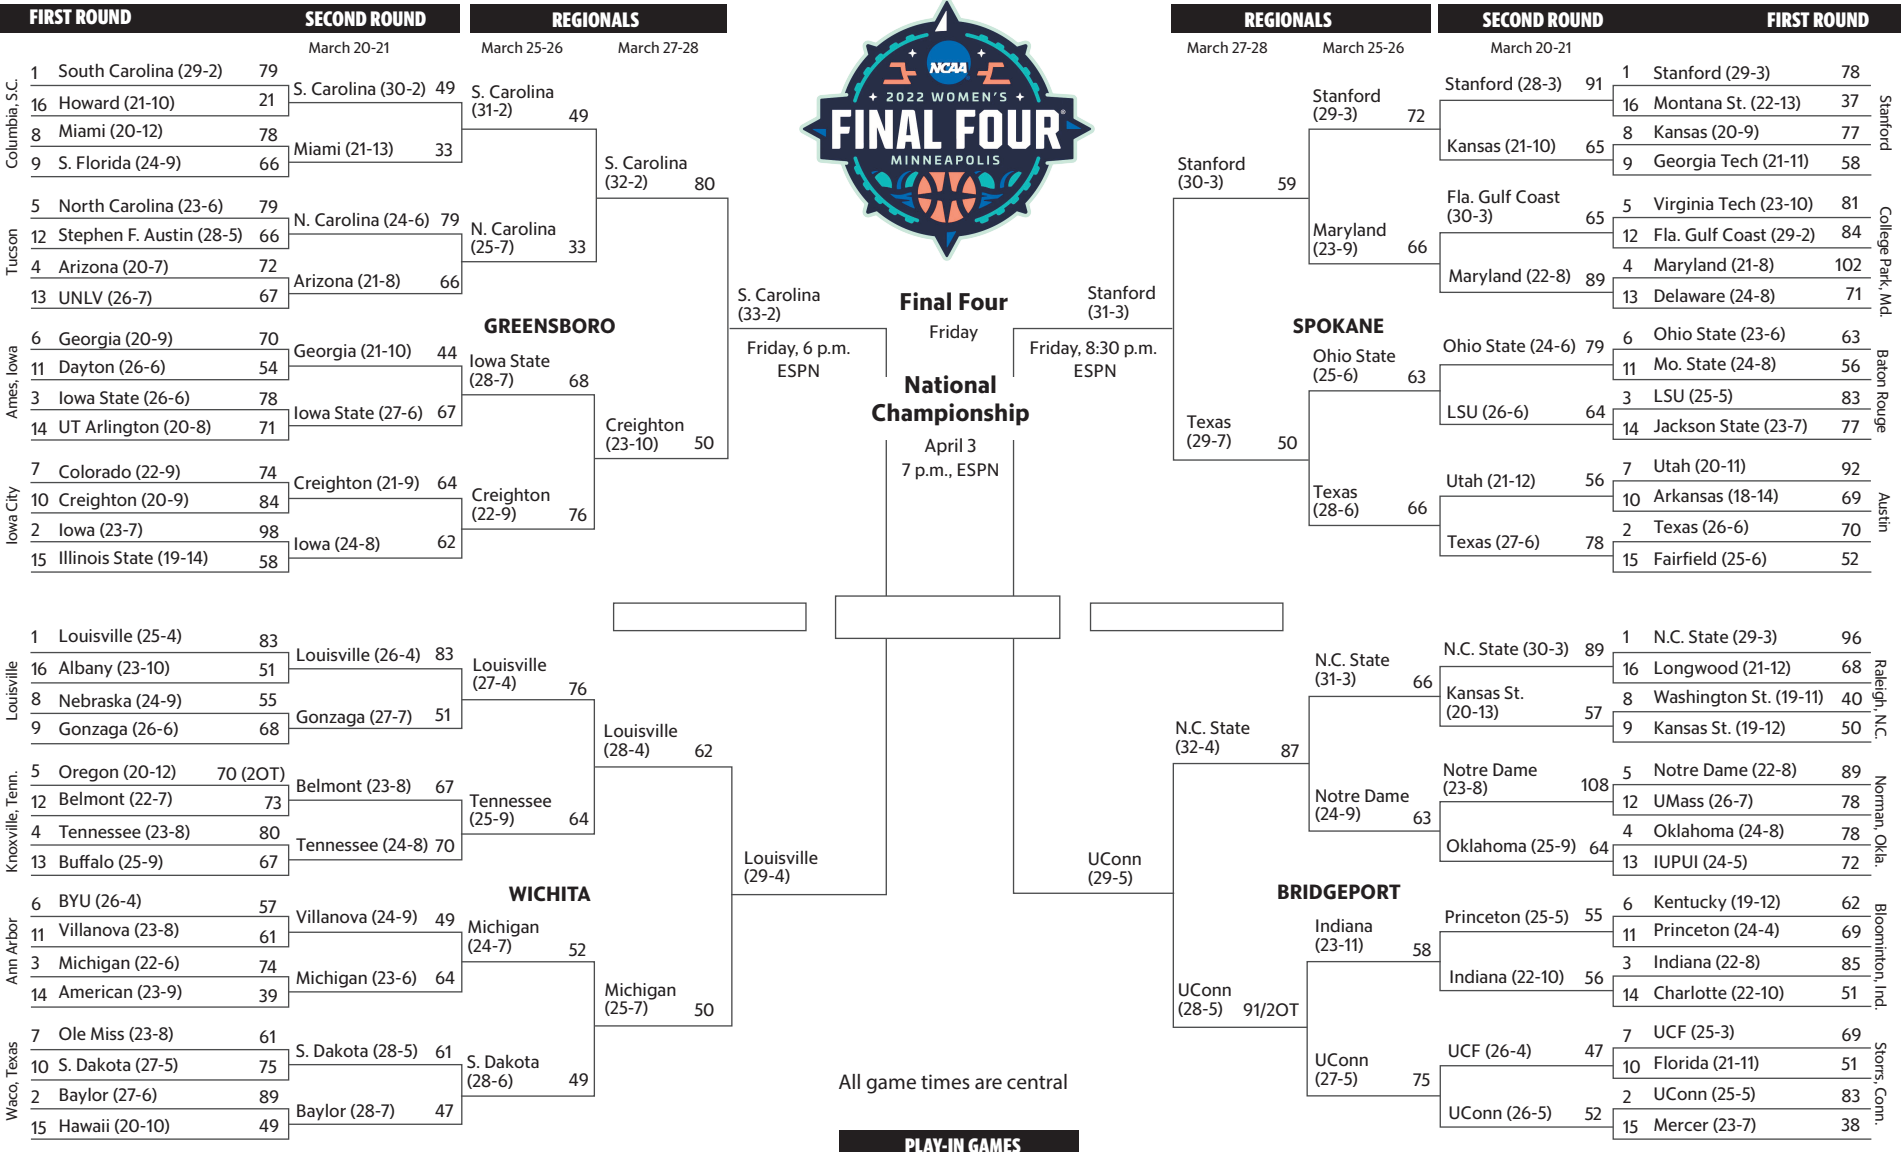 FIRST ROUND
SECOND ROUND
REGIONALS
March 20-21
March 25-26
March 27-28
Columbia, S.C.
1 South Carolina (29-2) 79
16 Howard (21-10) 21
8 Miami (20-12) 78
9 S. Florida (24-9) 66
Tucson
5 North Carolina (23-6) 79
12 Stephen F. Austin (28-5) 66
4 Arizona (20-7) 72
13 UNLV (26-7) 67
Ames, Iowa
6 Georgia (20-9) 70
11 Dayton (26-6) 54
3 Iowa State (26-6) 78
14 UT Arlington (20-8) 71
Iowa City
7 Colorado (22-9) 74
10 Creighton (20-9) 84
2 Iowa (23-7) 98
15 Illinois State (19-14) 58
S. Carolina (30-2) 49
Miami (21-13) 33
N. Carolina (24-6) 79
Arizona (21-8) 66
Georgia (21-10) 44
Iowa State (27-6) 67
Creighton (21-9) 64
Iowa (24-8) 62
S. Carolina
(31-2) 49
N. Carolina
(25-7) 33
GREENSBORO
Iowa State
(28-7) 68
Creighton
(22-9) 76
S. Carolina
(32-2) 80
Creighton
(23-10) 50
S. Carolina
(33-2)
Friday, 6 p.m.
ESPN
Louisville
1 Louisville (25-4) 83
16 Albany (23-10) 51
8 Nebraska (24-9) 55
9 Gonzaga (26-6) 68
Knoxville, Tenn.
5 Oregon (20-12) 70 (2OT)
12 Belmont (22-7) 73
4 Tennessee (23-8) 80
13 Buffalo (25-9) 67
Ann Arbor
6 BYU (26-4) 57
11 Villanova (23-8) 61
3 Michigan (22-6) 74
14 American (23-9) 39
Waco, Texas
7 Ole Miss (23-8) 61
10 S. Dakota (27-5) 75
2 Baylor (27-6) 89
15 Hawaii (20-10) 49
Louisville (26-4) 83
Gonzaga (27-7) 51
Belmont (23-8) 67
Tennessee (24-8) 70
Villanova (24-9) 49
Michigan (23-6) 64
S. Dakota (28-5) 61
Baylor (28-7) 47
Louisville
(27-4) 76
Tennessee
(25-9) 64
WICHITA
Michigan
(24-7) 52
S. Dakota
(28-6) 49
Louisville
(28-4) 62
Michigan
(25-7) 50
Louisville
(29-4)
NCAA
2022 WOMEN'S
FINAL FOUR
MINNEAPOLIS
Final Four
Friday
National
Championship
April 3
7 p.m., ESPN
REGIONALS
SECOND ROUND
FIRST ROUND
March 27-28
March 25-26
March 20-21
Stanford
(31-3)
Friday, 8:30 p.m.
ESPN
Stanford
(30-3) 59
Texas
(29-7) 50
Stanford
(29-3) 72
Maryland
(23-9) 66
SPOKANE
Ohio State
(25-6) 63
Texas
(28-6) 66
Stanford (28-3) 91
Kansas (21-10) 65
Fla. Gulf Coast
(30-3) 65
Maryland (22-8) 89
Ohio State (24-6) 79
LSU (26-6) 64
Utah (21-12) 56
Texas (27-6) 78
1 Stanford (29-3) 78
16 Montana St. (22-13) 37
8 Kansas (20-9) 77
9 Georgia Tech (21-11) 58
Stanford
5 Virginia Tech (23-10) 81
12 Fla. Gulf Coast (29-2) 84
4 Maryland (21-8) 102
13 Delaware (24-8) 71
College Park, Md.
6 Ohio State (23-6) 63
11 Mo. State (24-8) 56
3 LSU (25-5) 83
14 Jackson State (23-7) 77
Baton Rouge
7 Utah (20-11) 92
10 Arkansas (18-14) 69
2 Texas (26-6) 70
15 Fairfield (25-6) 52
Austin
UConn
(29-5)
N.C. State
(32-4) 87
UConn
(28-5) 91/2OT
N.C. State
(31-3) 66
Notre Dame
(24-9) 63
BRIDGEPORT
Indiana
(23-11) 58
UConn
(27-5) 75
N.C. State (30-3) 89
Kansas St.
(20-13) 57
Notre Dame
(23-8) 108
Oklahoma (25-9) 64
Princeton (25-5) 55
Indiana (22-10) 56
UCF (26-4) 47
UConn (26-5) 52
1 N.C. State (29-3) 96
16 Longwood (21-12) 68
8 Washington St. (19-11) 40
9 Kansas St. (19-12) 50
Raleigh, N.C.
5 Notre Dame (22-8) 89
12 UMass (26-7) 78
4 Oklahoma (24-8) 78
13 IUPUI (24-5) 72
Norman, Okla.
6 Kentucky (19-12) 62
11 Princeton (24-4) 69
3 Indiana (22-8) 85
14 Charlotte (22-10) 51
Bloominton, Ind.
7 UCF (25-3) 69
10 Florida (21-11) 51
2 UConn (25-5) 83
15 Mercer (23-7) 38
Storrs, Conn.
All game times are central
PLAY-IN GAMES